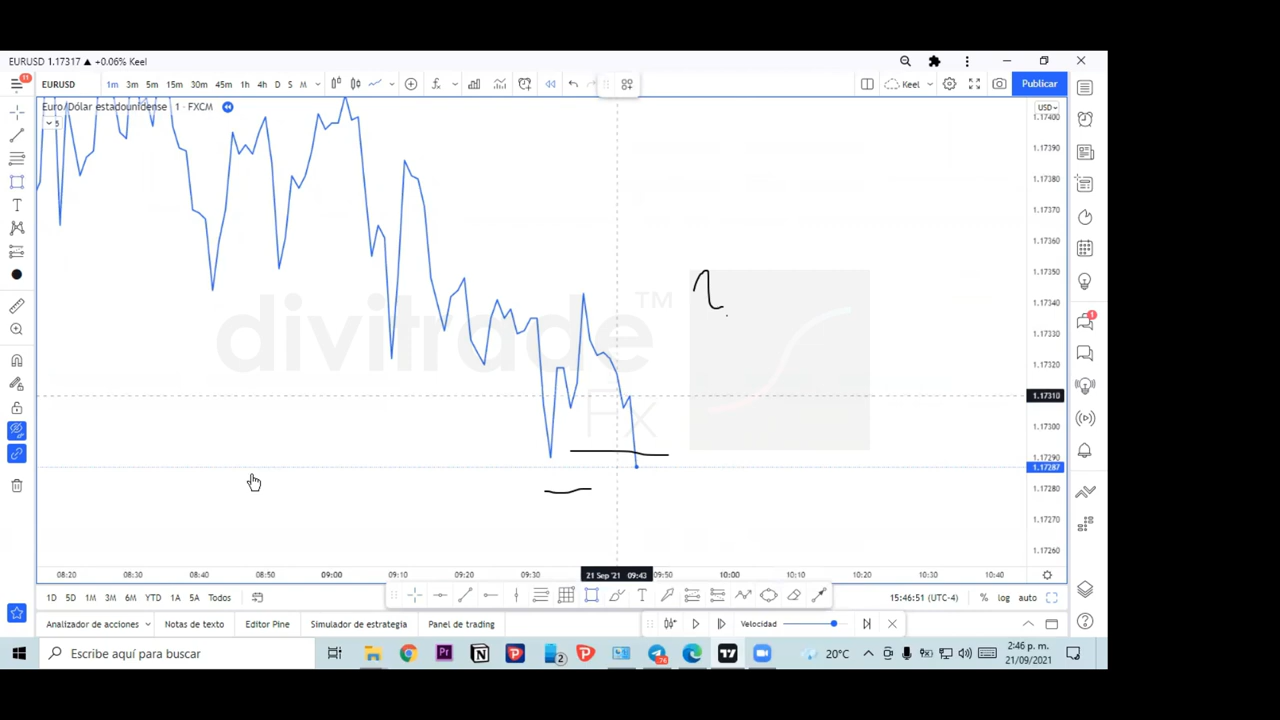 EURUSD 1.17317 ▲ +0.06% Keel
11
EURUSD 1m 3m 5m 15m 30m 45m 1h 4h D S M
Keel
Publicar
Euro/Dólar estadounidense · 1 · FXCM
5
USD
1.17400
1.17390
1.17380
1.17370
1.17360
1.17350
1.17340
1.17330
1.17320
1.17310
1.17300
1.17290
1.17287
1.17280
1.17270
1.17260
1
divitrade™
Fx
08:20 08:30 08:40 08:50 09:00 09:10 09:20 09:30 21 Sep '21 09:43 09:50 10:00 10:10 10:20 10:30 10:40
1D 5D 1M 3M 6M YTD 1A 5A Todos
15:46:51 (UTC-4) % log auto
Analizador de acciones Notas de texto Editor Pine Simulador de estrategia Panel de trading
Velocidad
Escribe aquí para buscar
2
74
20°C
2:46 p. m.
21/09/2021